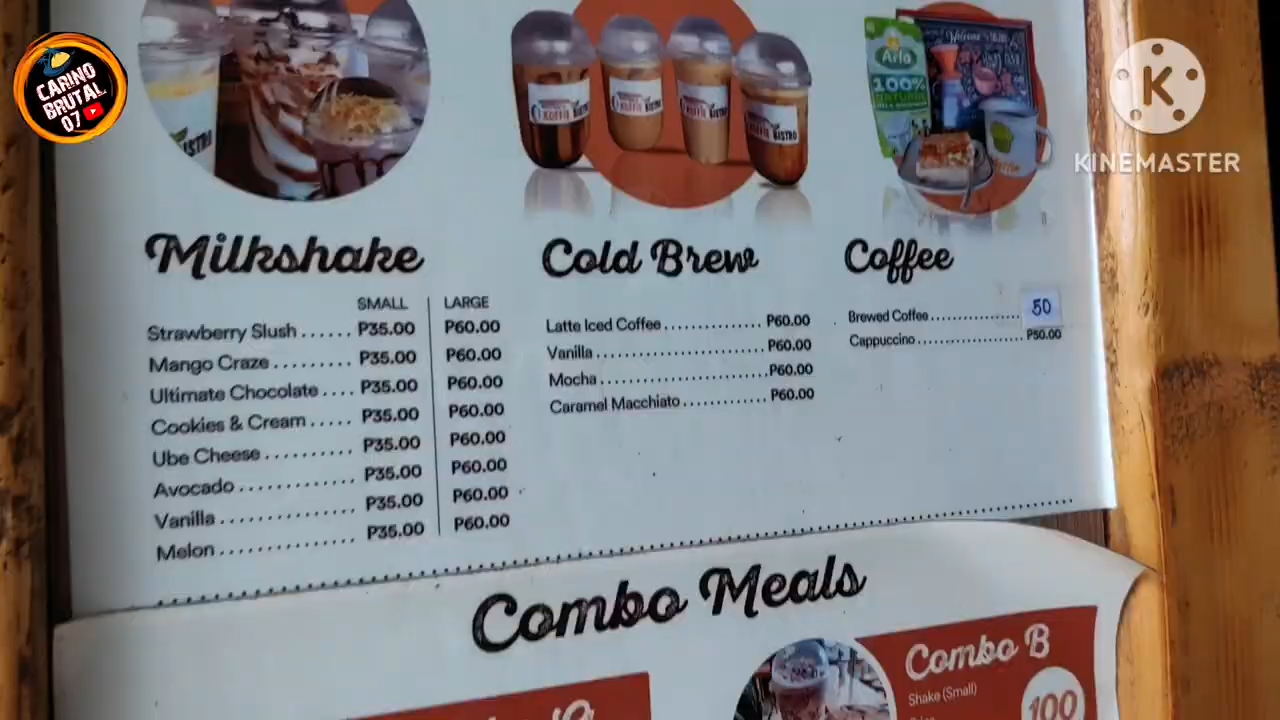 CARINO
BRUTAL
07
K
KINEMASTER
Arla
100%
BISTRO
Milkshake
SMALL LARGE
Strawberry Slush ...... P35.00 P60.00
Mango Craze ......... P35.00 P60.00
Ultimate Chocolate .... P35.00 P60.00
Cookies & Cream ..... P35.00 P60.00
Ube Cheese .......... P35.00 P60.00
Avocado ............. P35.00 P60.00
Vanilla ............... P35.00 P60.00
Melon ............... P35.00 P60.00
Cold Brew
Latte Iced Coffee .............. P60.00
Vanilla ........................ P60.00
Mocha ........................ P60.00
Caramel Macchiato ........... P60.00
Coffee
Brewed Coffee ................ 50
Cappuccino ................... P50.00
Combo Meals
Combo B
Shake (Small)
100